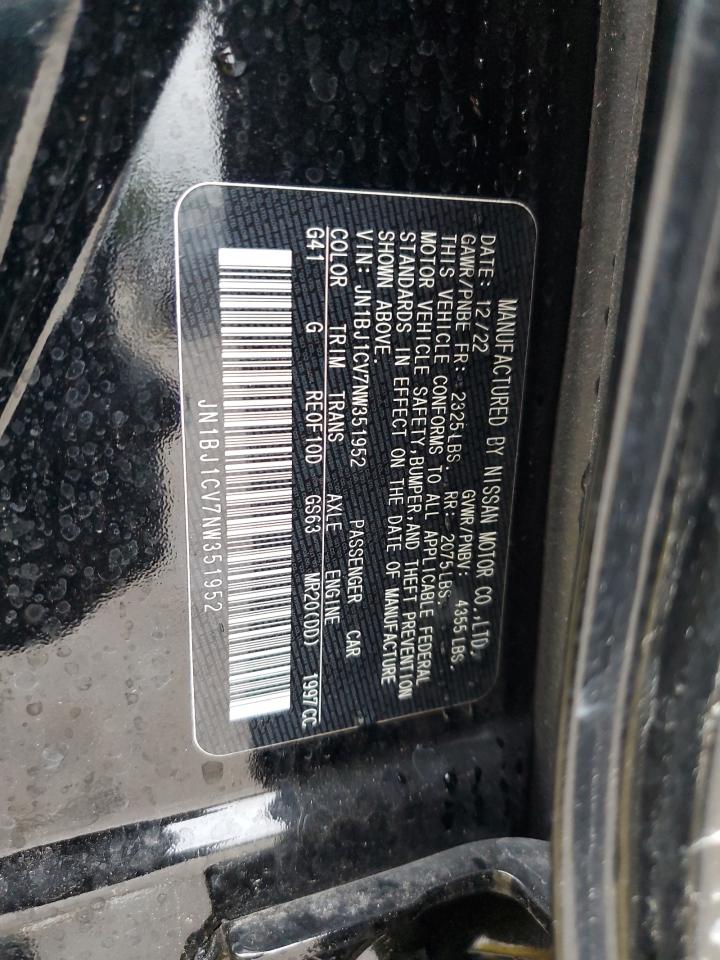 MANUFACTURED BY NISSAN MOTOR CO.,LTD.
DATE: 12/22 GVWR/PNBV: 4355LBS.
GAWR/PNBE FR: 2325LBS. RR: 2075LBS.
THIS VEHICLE CONFORMS TO ALL APPLICABLE FEDERAL
MOTOR VEHICLE SAFETY,BUMPER,AND THEFT PREVENTION
STANDARDS IN EFFECT ON THE DATE OF MANUFACTURE
SHOWN ABOVE.
VIN: JN1BJ1CV7NW351952 PASSENGER CAR
COLOR TRIM TRANS AXLE ENGINE
G41 G RE0F10D GS63 MR20(DD) 1997CC
JN1BJ1CV7NW351952